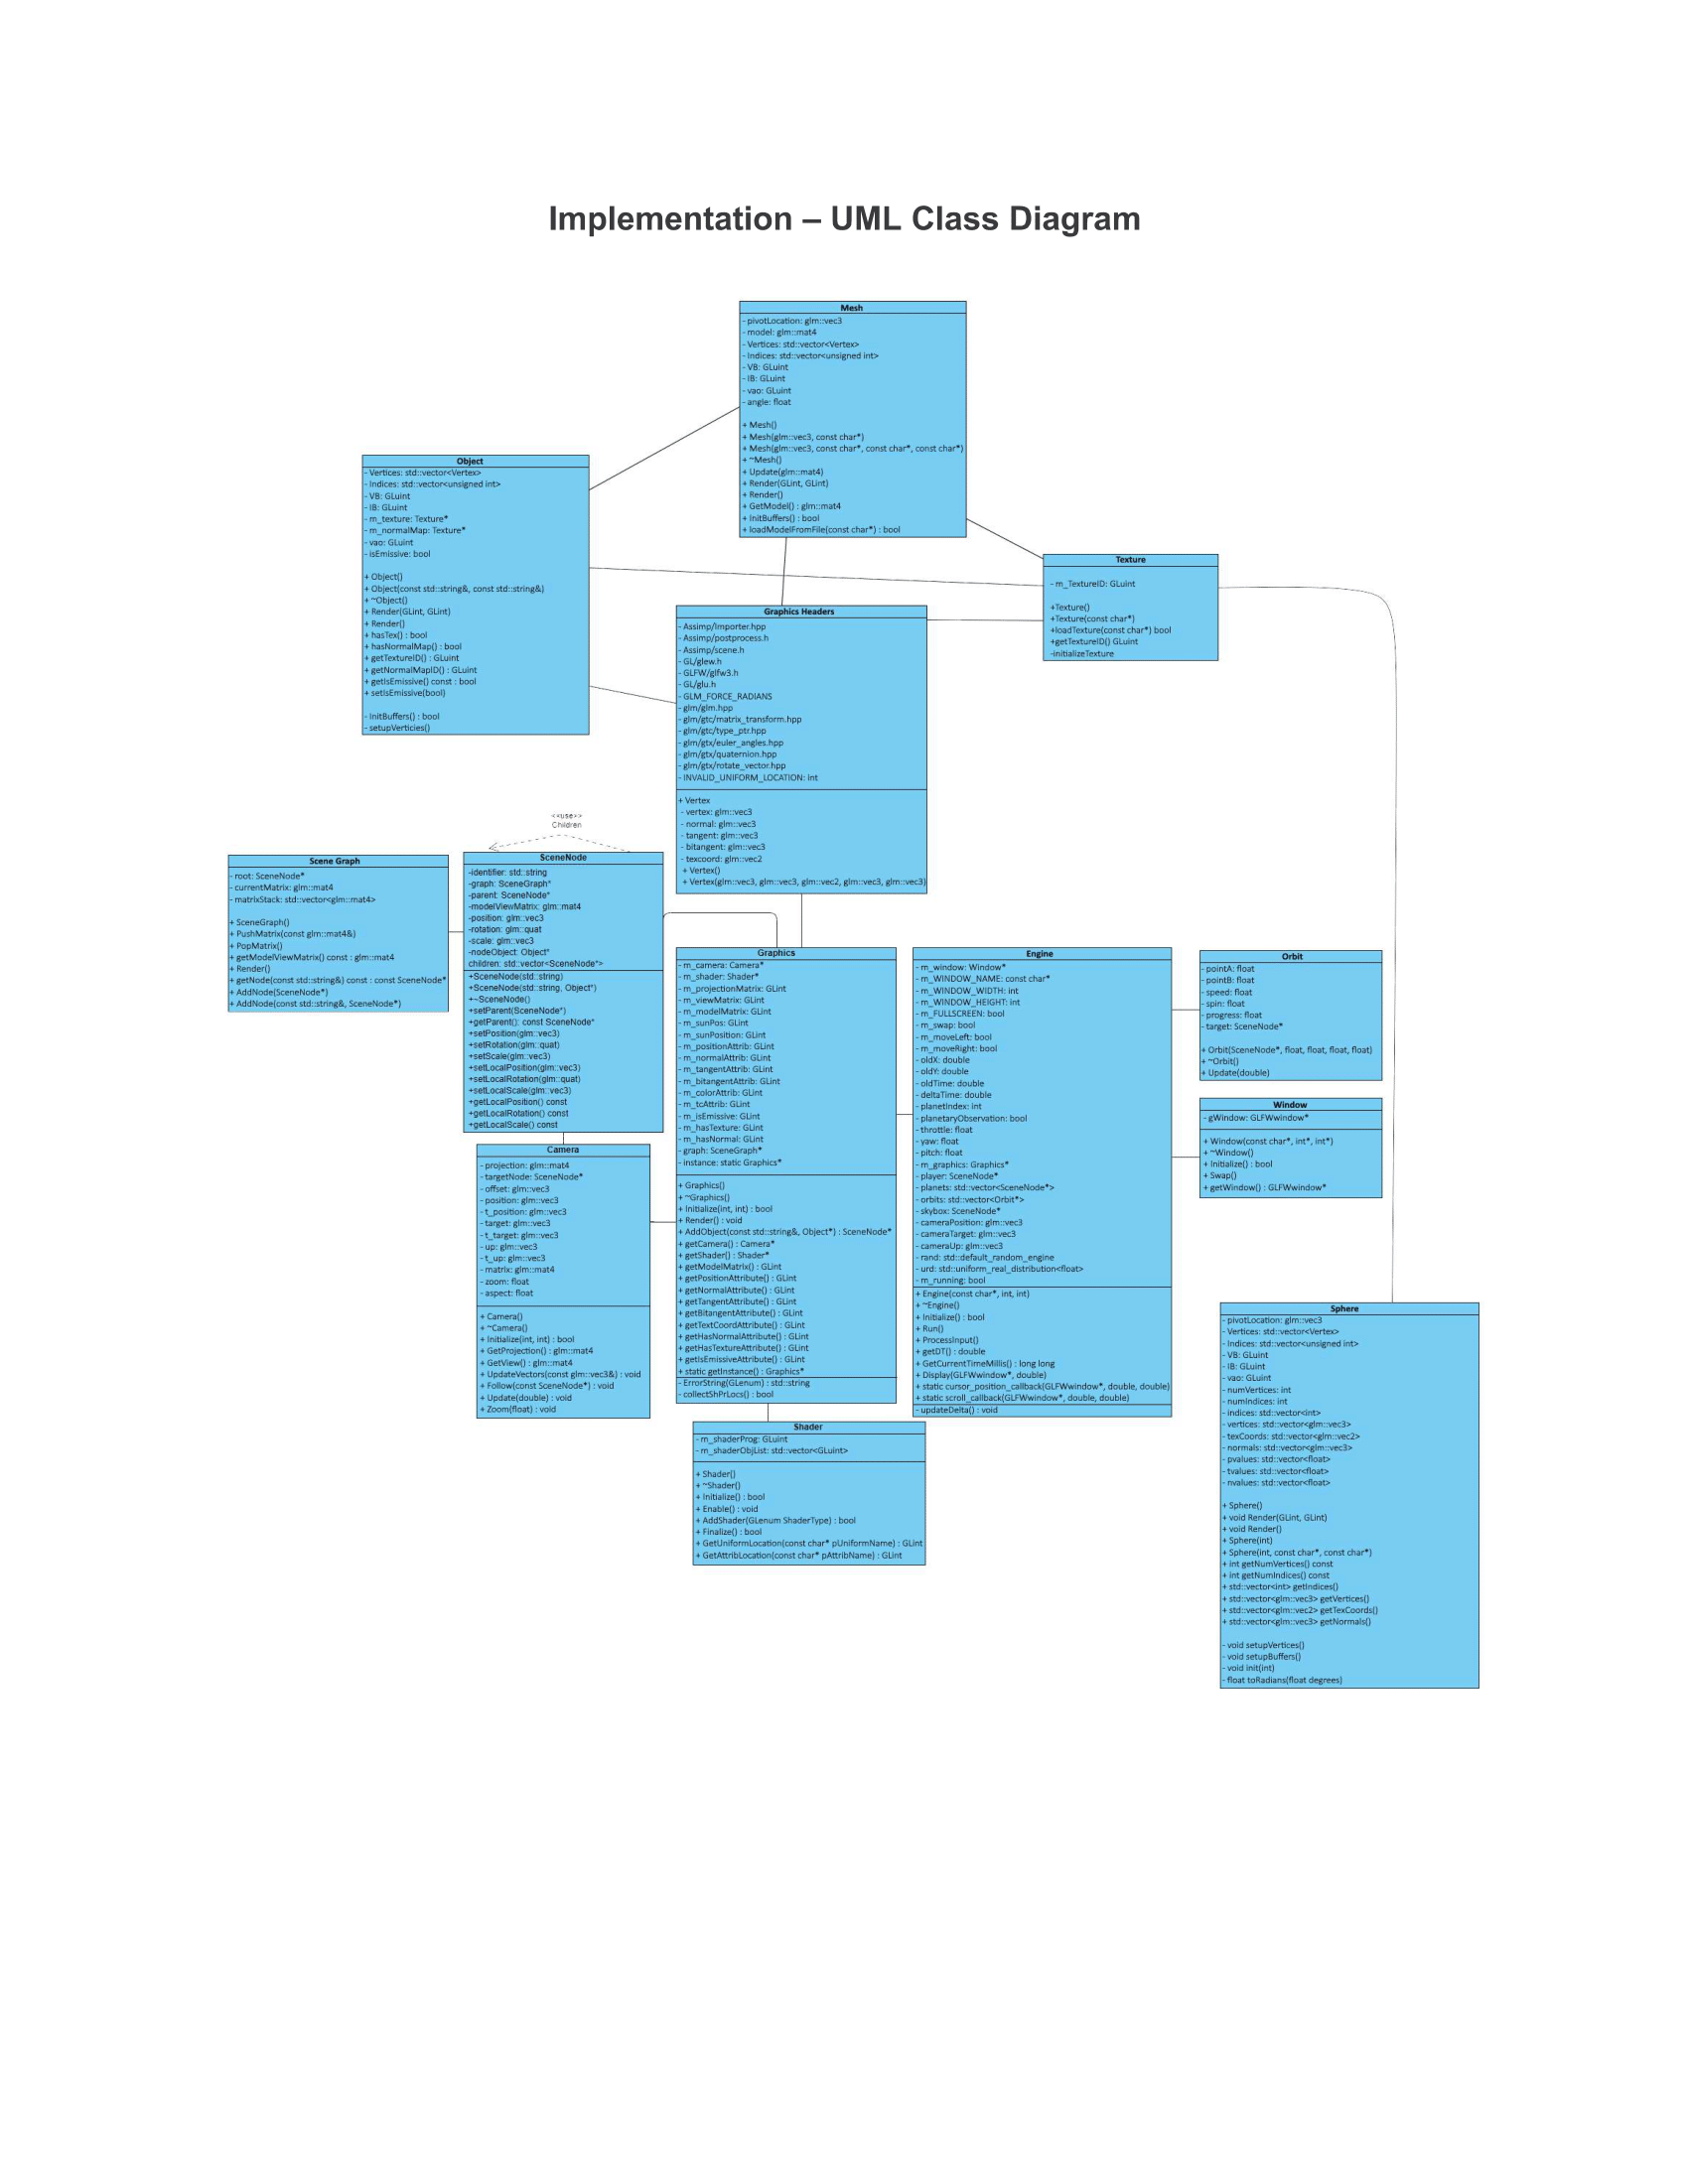 Implementation – UML Class Diagram
Mesh
- pivotLocation: glm::vec3
- model: glm::mat4
- Vertices: std::vector<Vertex>
- Indices: std::vector<unsigned int>
- VB: GLuint
- IB: GLuint
- vao: GLuint
- angle: float
+ Mesh()
+ Mesh(glm::vec3, const char*)
+ Mesh(glm::vec3, const char*, const char*, const char*)
+ ~Mesh()
+ Update(glm::mat4)
+ Render(GLint, GLint)
+ Render()
+ GetModel() : glm::mat4
+ InitBuffers() : bool
+ loadModelFromFile(const char*) : bool
Object
- Vertices: std::vector<Vertex>
- Indices: std::vector<unsigned int>
- VB: GLuint
- IB: GLuint
- m_texture: Texture*
- m_normalMap: Texture*
- vao: GLuint
- isEmissive: bool
+ Object()
+ Object(const std::string&, const std::string&)
+ ~Object()
+ Render(GLint, GLint)
+ Render()
+ hasTex() : bool
+ hasNormalMap() : bool
+ getTextureID() : GLuint
+ getNormalMapID() : GLuint
+ getIsEmissive() const : bool
+ setIsEmissive(bool)
- InitBuffers() : bool
- setupVerticies()
Texture
- m_TextureID: GLuint
+Texture()
+Texture(const char*)
+loadTexture(const char*) bool
+getTextureID() GLuint
-initializeTexture
Graphics Headers
- Assimp/Importer.hpp
- Assimp/postprocess.h
- Assimp/scene.h
- GL/glew.h
- GLFW/glfw3.h
- GL/glu.h
- GLM_FORCE_RADIANS
- glm/glm.hpp
- glm/gtc/matrix_transform.hpp
- glm/gtc/type_ptr.hpp
- glm/gtx/euler_angles.hpp
- glm/gtx/quaternion.hpp
- glm/gtx/rotate_vector.hpp
- INVALID_UNIFORM_LOCATION: int
+ Vertex
- vertex: glm::vec3
- normal: glm::vec3
- tangent: glm::vec3
- bitangent: glm::vec3
- texcoord: glm::vec2
+ Vertex()
+ Vertex(glm::vec3, glm::vec3, glm::vec2, glm::vec3, glm::vec3)
<<use>>
Children
Scene Graph
- root: SceneNode*
- currentMatrix: glm::mat4
- matrixStack: std::vector<glm::mat4>
+ SceneGraph()
+ PushMatrix(const glm::mat4&)
+ PopMatrix()
+ getModelViewMatrix() const : glm::mat4
+ Render()
+ getNode(const std::string&) const : const SceneNode*
+ AddNode(SceneNode*)
+ AddNode(const std::string&, SceneNode*)
SceneNode
-identifier: std::string
-graph: SceneGraph*
-parent: SceneNode*
-modelViewMatrix: glm::mat4
-position: glm::vec3
-rotation: glm::quat
-scale: glm::vec3
-nodeObject: Object*
children: std::vector<SceneNode*>
+SceneNode(std::string)
+SceneNode(std::string, Object*)
+~SceneNode()
+setParent(SceneNode*)
+getParent(): const SceneNode*
+setPosition(glm::vec3)
+setRotation(glm::quat)
+setScale(glm::vec3)
+setLocalPosition(glm::vec3)
+setLocalRotation(glm::quat)
+setLocalScale(glm::vec3)
+getLocalPosition() const
+getLocalRotation() const
+getLocalScale() const
Camera
- projection: glm::mat4
- targetNode: SceneNode*
- offset: glm::vec3
- position: glm::vec3
- t_position: glm::vec3
- target: glm::vec3
- t_target: glm::vec3
- up: glm::vec3
- t_up: glm::vec3
- matrix: glm::mat4
- zoom: float
- aspect: float
+ Camera()
+ ~Camera()
+ Initialize(int, int) : bool
+ GetProjection() : glm::mat4
+ GetView() : glm::mat4
+ UpdateVectors(const glm::vec3&) : void
+ Follow(const SceneNode*) : void
+ Update(double) : void
+ Zoom(float) : void
Graphics
- m_camera: Camera*
- m_shader: Shader*
- m_projectionMatrix: GLint
- m_viewMatrix: GLint
- m_modelMatrix: GLint
- m_sunPos: GLint
- m_sunPosition: GLint
- m_positionAttrib: GLint
- m_normalAttrib: GLint
- m_tangentAttrib: GLint
- m_bitangentAttrib: GLint
- m_colorAttrib: GLint
- m_tcAttrib: GLint
- m_isEmissive: GLint
- m_hasTexture: GLint
- m_hasNormal: GLint
- graph: SceneGraph*
- instance: static Graphics*
+ Graphics()
+ ~Graphics()
+ Initialize(int, int) : bool
+ Render() : void
+ AddObject(const std::string&, Object*) : SceneNode*
+ getCamera() : Camera*
+ getShader() : Shader*
+ getModelMatrix() : GLint
+ getPositionAttribute() : GLint
+ getNormalAttribute() : GLint
+ getTangentAttribute() : GLint
+ getBitangentAttribute() : GLint
+ getTextCoordAttribute() : GLint
+ getHasNormalAttribute() : GLint
+ getHasTextureAttribute() : GLint
+ getIsEmissiveAttribute() : GLint
+ static getInstance() : Graphics*
- ErrorString(GLenum) : std::string
- collectShPrLocs() : bool
Shader
- m_shaderProg: GLuint
- m_shaderObjList: std::vector<GLuint>
+ Shader()
+ ~Shader()
+ Initialize() : bool
+ Enable() : void
+ AddShader(GLenum ShaderType) : bool
+ Finalize() : bool
+ GetUniformLocation(const char* pUniformName) : GLint
+ GetAttribLocation(const char* pAttribName) : GLint
Engine
- m_window: Window*
- m_WINDOW_NAME: const char*
- m_WINDOW_WIDTH: int
- m_WINDOW_HEIGHT: int
- m_FULLSCREEN: bool
- m_swap: bool
- m_moveLeft: bool
- m_moveRight: bool
- oldX: double
- oldY: double
- oldTime: double
- deltaTime: double
- planetIndex: int
- planetaryObservation: bool
- throttle: float
- yaw: float
- pitch: float
- m_graphics: Graphics*
- player: SceneNode*
- planets: std::vector<SceneNode*>
- orbits: std::vector<Orbit*>
- skybox: SceneNode*
- cameraPosition: glm::vec3
- cameraTarget: glm::vec3
- cameraUp: glm::vec3
- rand: std::default_random_engine
- urd: std::uniform_real_distribution<float>
- m_running: bool
+ Engine(const char*, int, int)
+ ~Engine()
+ Initialize() : bool
+ Run()
+ ProcessInput()
+ getDT() : double
+ GetCurrentTimeMillis() : long long
+ Display(GLFWwindow*, double)
+ static cursor_position_callback(GLFWwindow*, double, double)
+ static scroll_callback(GLFWwindow*, double, double)
- updateDelta() : void
Orbit
- pointA: float
- pointB: float
- speed: float
- spin: float
- progress: float
- target: SceneNode*
+ Orbit(SceneNode*, float, float, float, float)
+ ~Orbit()
+ Update(double)
Window
- gWindow: GLFWwindow*
+ Window(const char*, int*, int*)
+ ~Window()
+ Initialize() : bool
+ Swap()
+ getWindow() : GLFWwindow*
Sphere
- pivotLocation: glm::vec3
- Vertices: std::vector<Vertex>
- Indices: std::vector<unsigned int>
- VB: GLuint
- IB: GLuint
- vao: GLuint
- numVertices: int
- numIndices: int
- indices: std::vector<int>
- vertices: std::vector<glm::vec3>
- texCoords: std::vector<glm::vec2>
- normals: std::vector<glm::vec3>
- pvalues: std::vector<float>
- tvalues: std::vector<float>
- nvalues: std::vector<float>
+ Sphere()
+ void Render(GLint, GLint)
+ void Render()
+ Sphere(int)
+ Sphere(int, const char*, const char*)
+ int getNumVertices() const
+ int getNumIndices() const
+ std::vector<int> getIndices()
+ std::vector<glm::vec3> getVertices()
+ std::vector<glm::vec2> getTexCoords()
+ std::vector<glm::vec3> getNormals()
- void setupVertices()
- void setupBuffers()
- void init(int)
- float toRadians(float degrees)